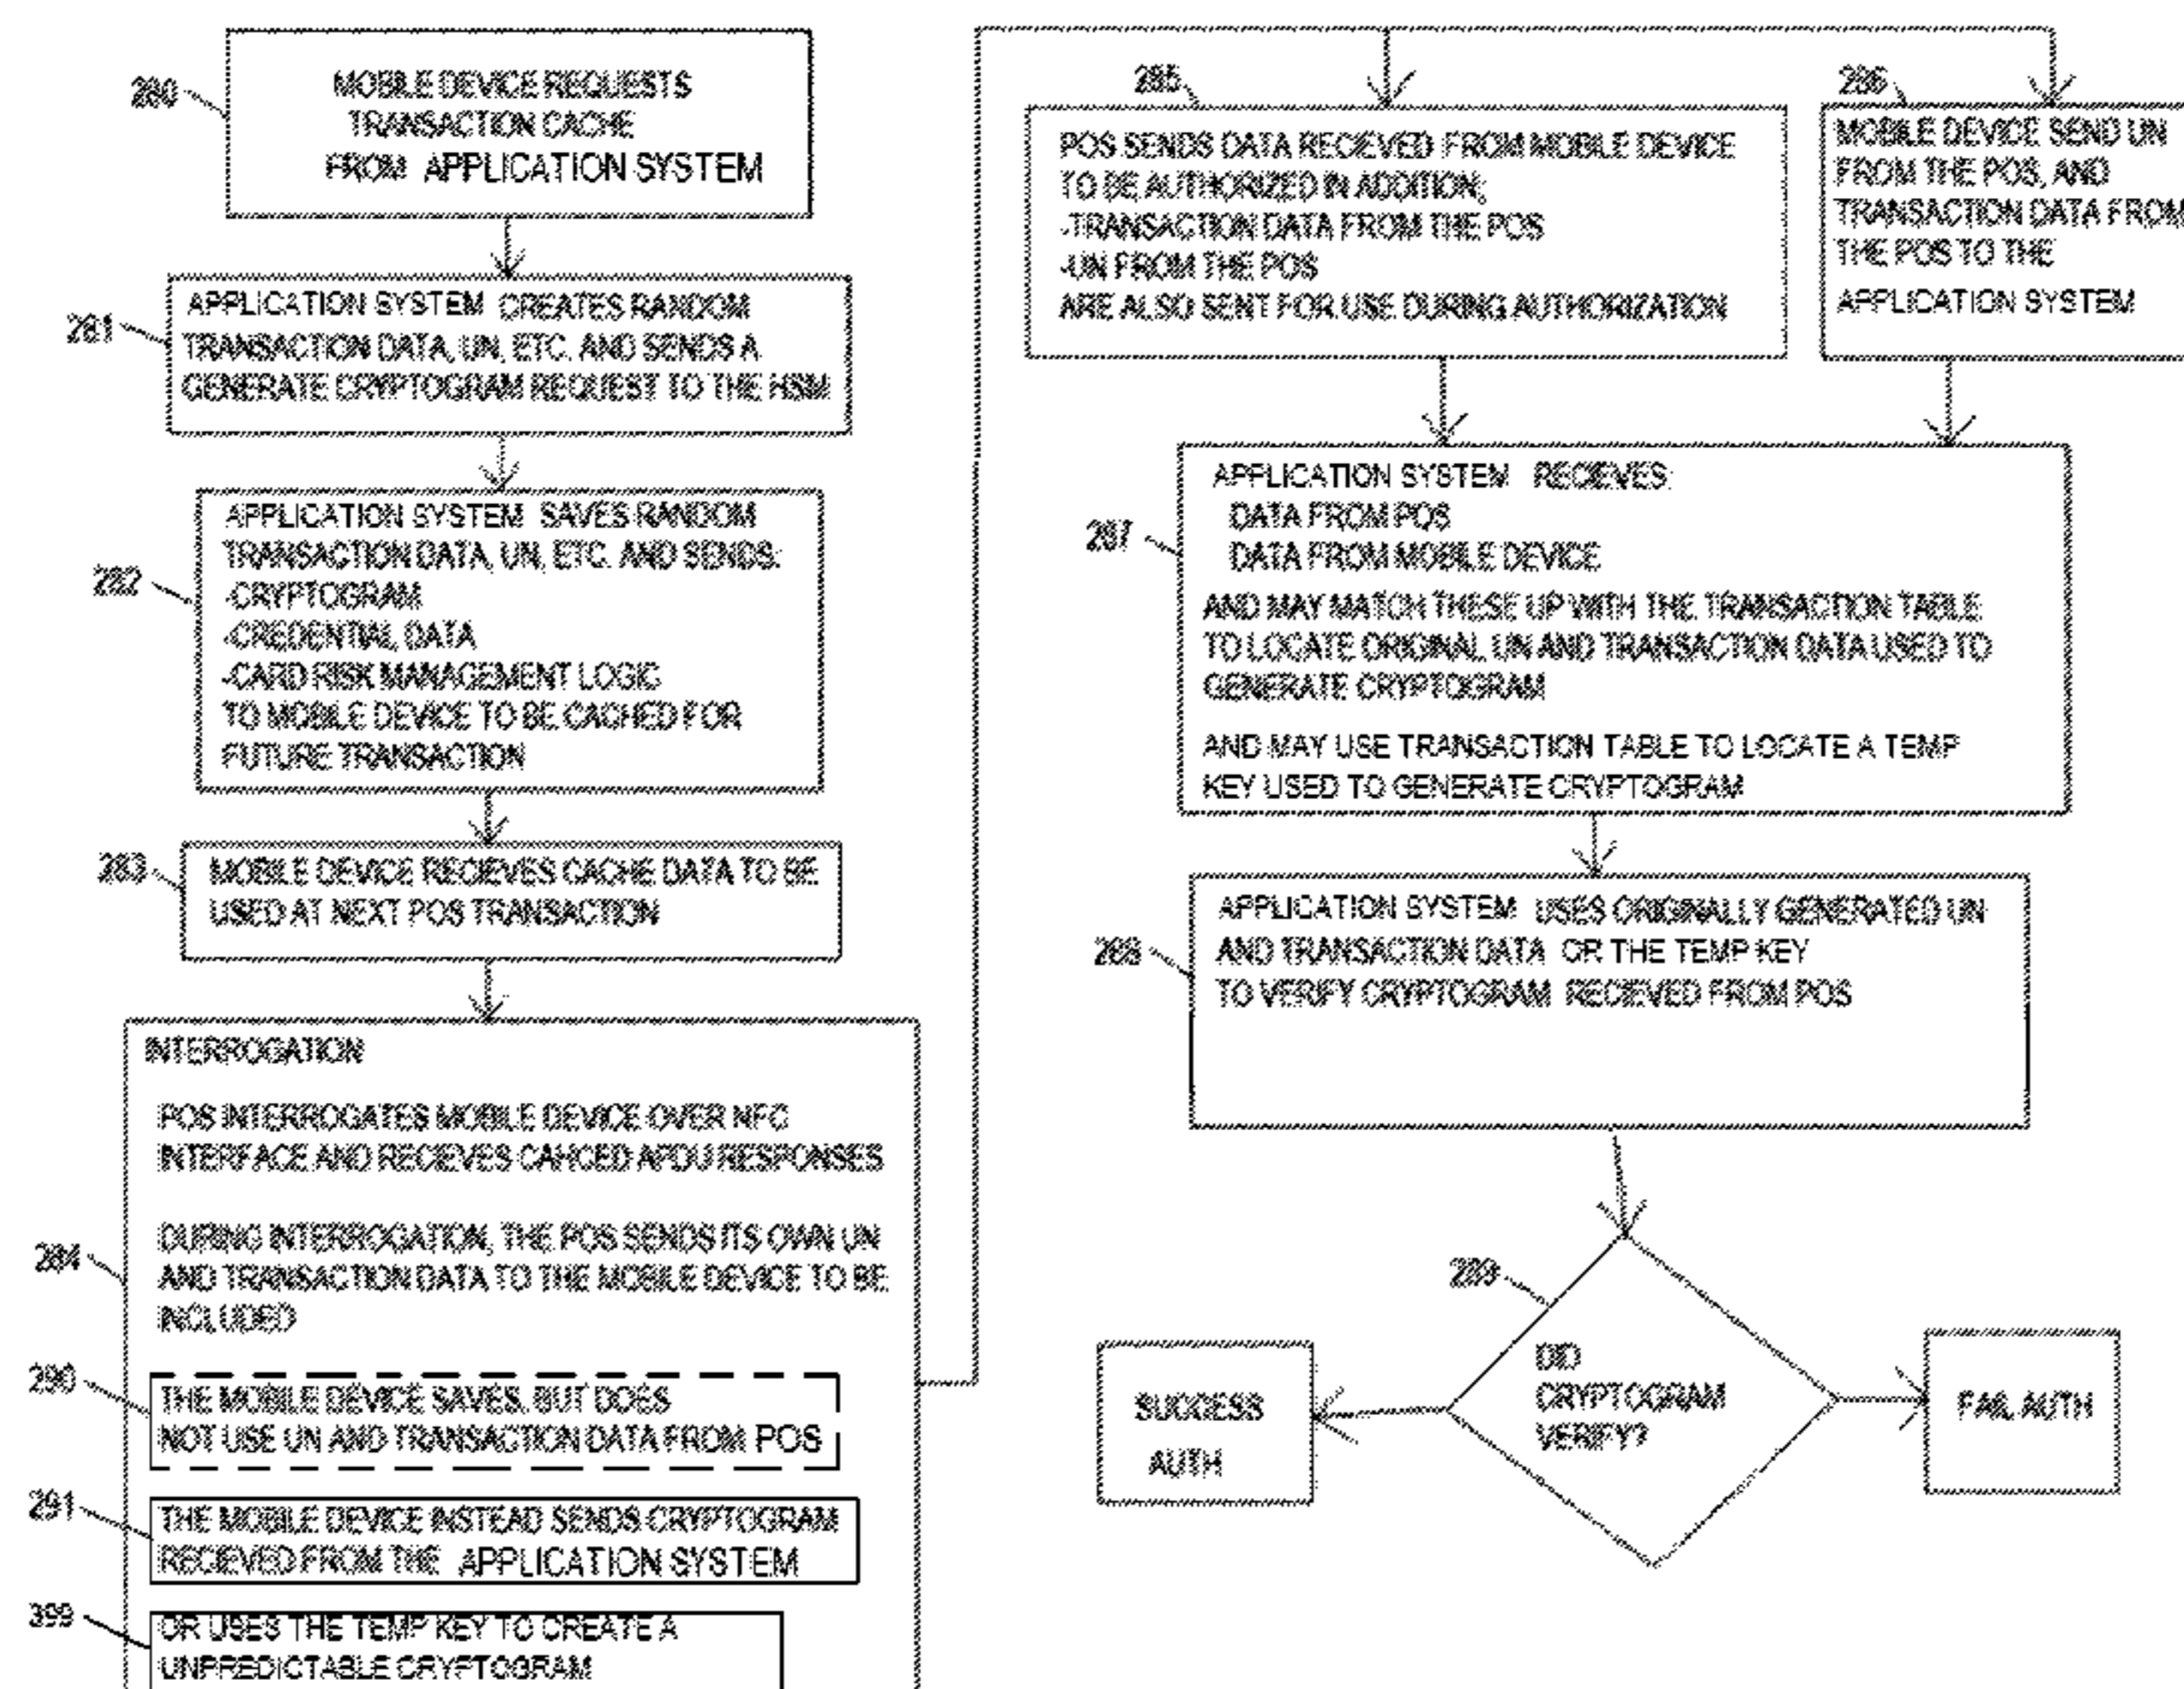 280
MOBILE DEVICE REQUESTS
TRANSACTION CACHE
FROM APPLICATION SYSTEM
281
APPLICATION SYSTEM CREATES RANDOM
TRANSACTION DATA, UN, ETC. AND SENDS A
GENERATE CRYPTOGRAM REQUEST TO THE HSM
282
APPLICATION SYSTEM SAVES RANDOM
TRANSACTION DATA, UN, ETC. AND SENDS:
-CRYPTOGRAM
-CREDENTIAL DATA
-CARD RISK MANAGEMENT LOGIC
TO MOBILE DEVICE TO BE CACHED FOR
FUTURE TRANSACTION
283
MOBILE DEVICE RECIEVES CACHE DATA TO BE
USED AT NEXT POS TRANSACTION
284
INTERROGATION
POS INTERROGATES MOBILE DEVICE OVER NFC
INTERFACE AND RECIEVES CAHCED APDU RESPONSES
DURING INTERROGATION, THE POS SENDS ITS OWN UN
AND TRANSACTION DATA TO THE MOBILE DEVICE TO BE
INCLUDED
290
THE MOBILE DEVICE SAVES, BUT DOES
NOT USE UN AND TRANSACTION DATA FROM POS
291
THE MOBILE DEVICE INSTEAD SENDS CRYPTOGRAM
RECIEVED FROM THE APPLICATION SYSTEM
399
OR USES THE TEMP KEY TO CREATE A
UNPREDICTABLE CRYPTOGRAM
285
POS SENDS DATA RECIEVED FROM MOBILE DEVICE
TO BE AUTHORIZED IN ADDITION;
-TRANSACTION DATA FROM THE POS
-UN FROM THE POS
ARE ALSO SENT FOR USE DURING AUTHORIZATION
286
MOBILE DEVICE SEND UN
FROM THE POS, AND
TRANSACTION DATA FROM
THE POS TO THE
APPLICATION SYSTEM
287
APPLICATION SYSTEM RECIEVES:
DATA FROM POS
DATA FROM MOBILE DEVICE
AND MAY MATCH THESE UP WITH THE TRANSACTION TABLE
TO LOCATE ORIGINAL UN AND TRANSACTION DATA USED TO
GENERATE CRYPTOGRAM
AND MAY USE TRANSACTION TABLE TO LOCATE A TEMP
KEY USED TO GENERATE CRYPTOGRAM
288
APPLICATION SYSTEM USES ORIGINALLY GENERATED UN
AND TRANSACTION DATA OR THE TEMP KEY
TO VERIFY CRYPTOGRAM RECIEVED FROM POS
289
DID
CRYPTOGRAM
VERIFY?
SUCCESS
AUTH
FAIL AUTH